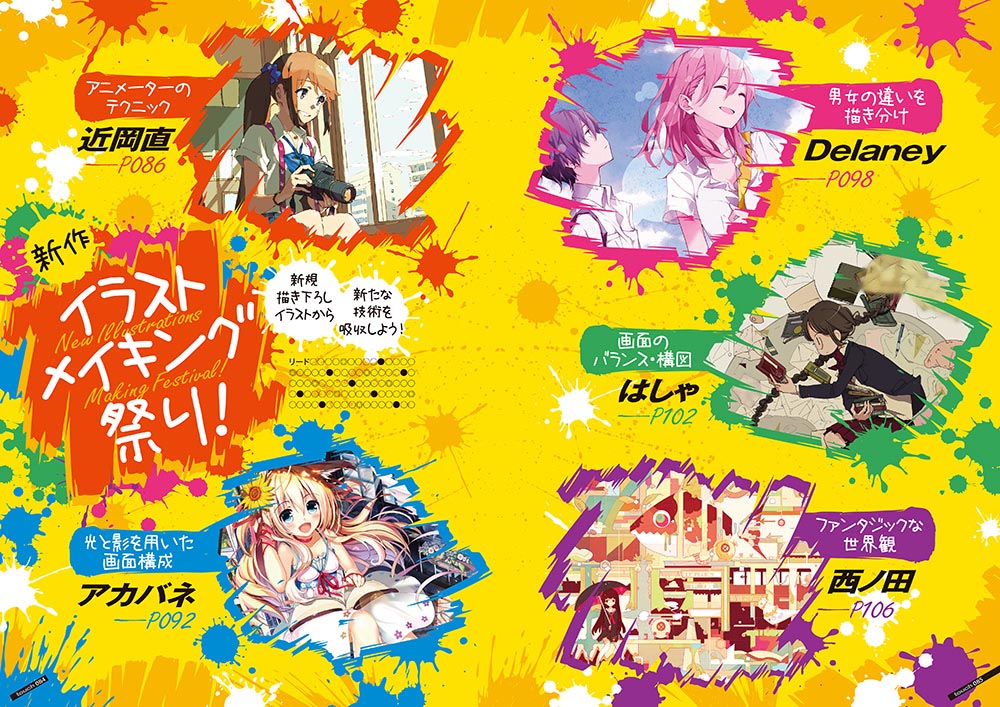 アニメーターの
テクニック
近岡直
P086
新作
イラスト
New Illustrations
メイキング
Making Festival!
祭り!
新規
描き下ろし
イラストから
新たな
技術を
吸収しよう!
リード○○○○○○○○●○○○
光と影を用いた
画面構成
アカバネ
P092
touch 084
男女の違いを
描き分け
Delaney
P098
画面の
バランス・構図
はしゃ
P102
ファンタジックな
世界観
西ノ田
P106
touch 085